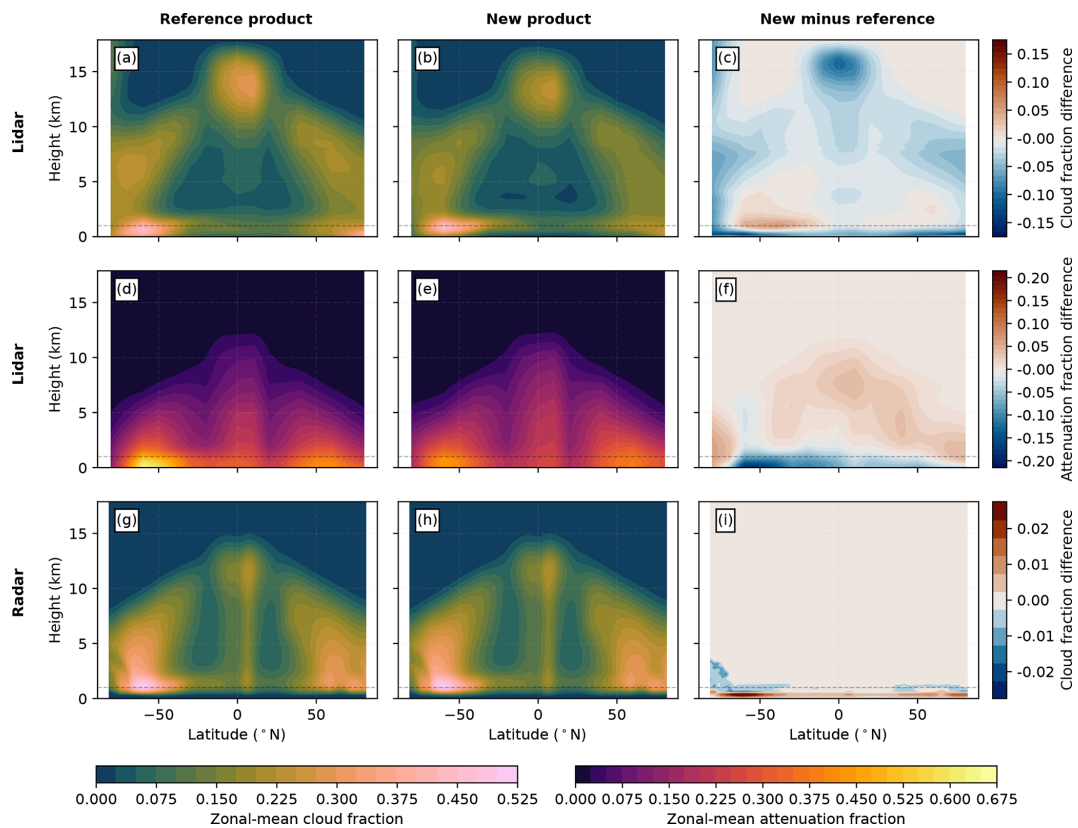 Reference product
New product
New minus reference
Lidar
Height (km)
15
10
5
0
(a)
(b)
(c)
0.15
0.10
0.05
-0.00
-0.05
-0.10
-0.15
Cloud fraction difference
Lidar
Height (km)
15
10
5
0
(d)
(e)
(f)
0.20
0.15
0.10
0.05
-0.00
-0.05
-0.10
-0.15
-0.20
Attenuation fraction difference
Radar
Height (km)
15
10
5
0
(g)
(h)
(i)
0.02
0.01
0.00
-0.01
-0.02
Cloud fraction difference
−50 0 50
−50 0 50
−50 0 50
Latitude (°N)
Latitude (°N)
Latitude (°N)
0.000 0.075 0.150 0.225 0.300 0.375 0.450 0.525
Zonal-mean cloud fraction
0.000 0.075 0.150 0.225 0.300 0.375 0.450 0.525 0.600 0.675
Zonal-mean attenuation fraction